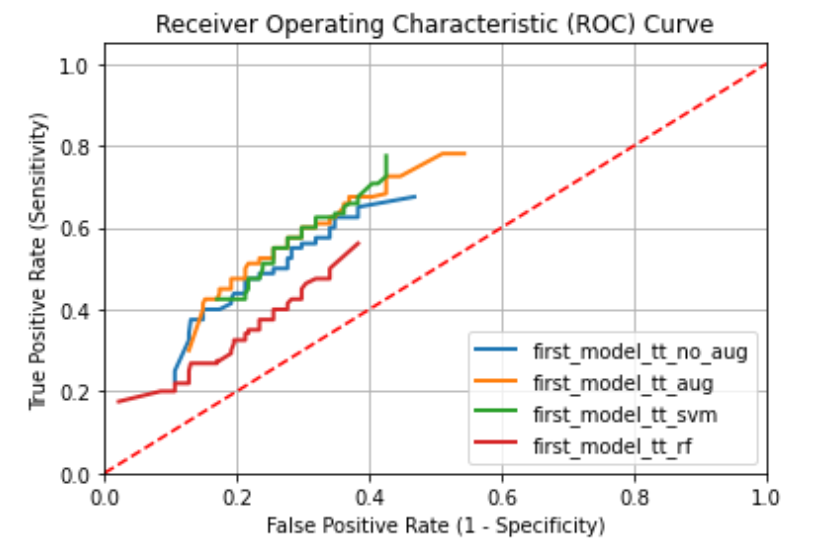 Receiver Operating Characteristic (ROC) Curve
True Positive Rate (Sensitivity)
1.0
0.8
0.6
0.4
0.2
0.0
first_model_tt_no_aug
first_model_tt_aug
first_model_tt_svm
first_model_tt_rf
0.0 0.2 0.4 0.6 0.8 1.0
False Positive Rate (1 - Specificity)